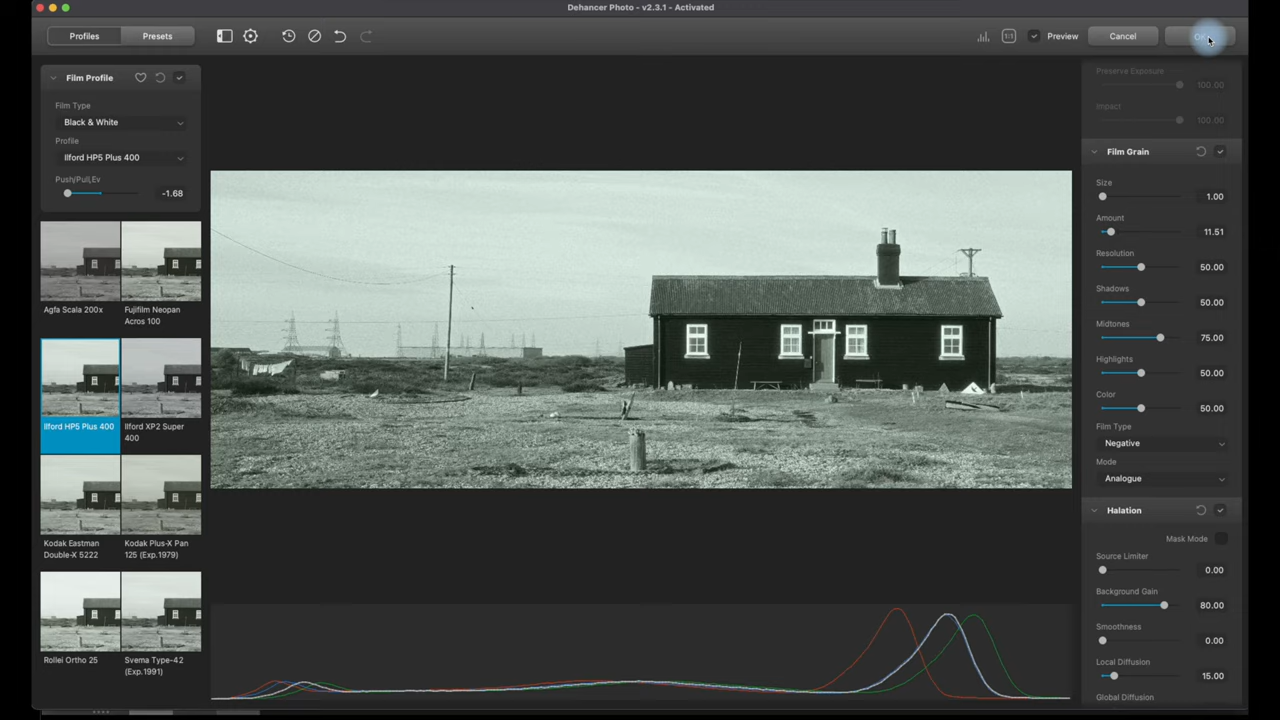 Dehancer Photo - v2.3.1 - Activated
Profiles
Presets
1:1
Preview
Cancel
Film Profile
Film Type
Black & White
Profile
Ilford HP5 Plus 400
Push/Pull,Ev
-1.68
Agfa Scala 200x
Fujifilm Neopan
Acros 100
Ilford HP5 Plus 400
Ilford XP2 Super
400
Kodak Eastman
Double-X 5222
Kodak Plus-X Pan
125 (Exp.1979)
Rollei Ortho 25
Svema Type-42
(Exp.1991)
Preserve Exposure
100.00
Impact
100.00
Film Grain
Size
1.00
Amount
11.51
Resolution
50.00
Shadows
50.00
Midtones
75.00
Highlights
50.00
Color
50.00
Film Type
Negative
Mode
Analogue
Halation
Mask Mode
Source Limiter
0.00
Background Gain
80.00
Smoothness
0.00
Local Diffusion
15.00
Global Diffusion